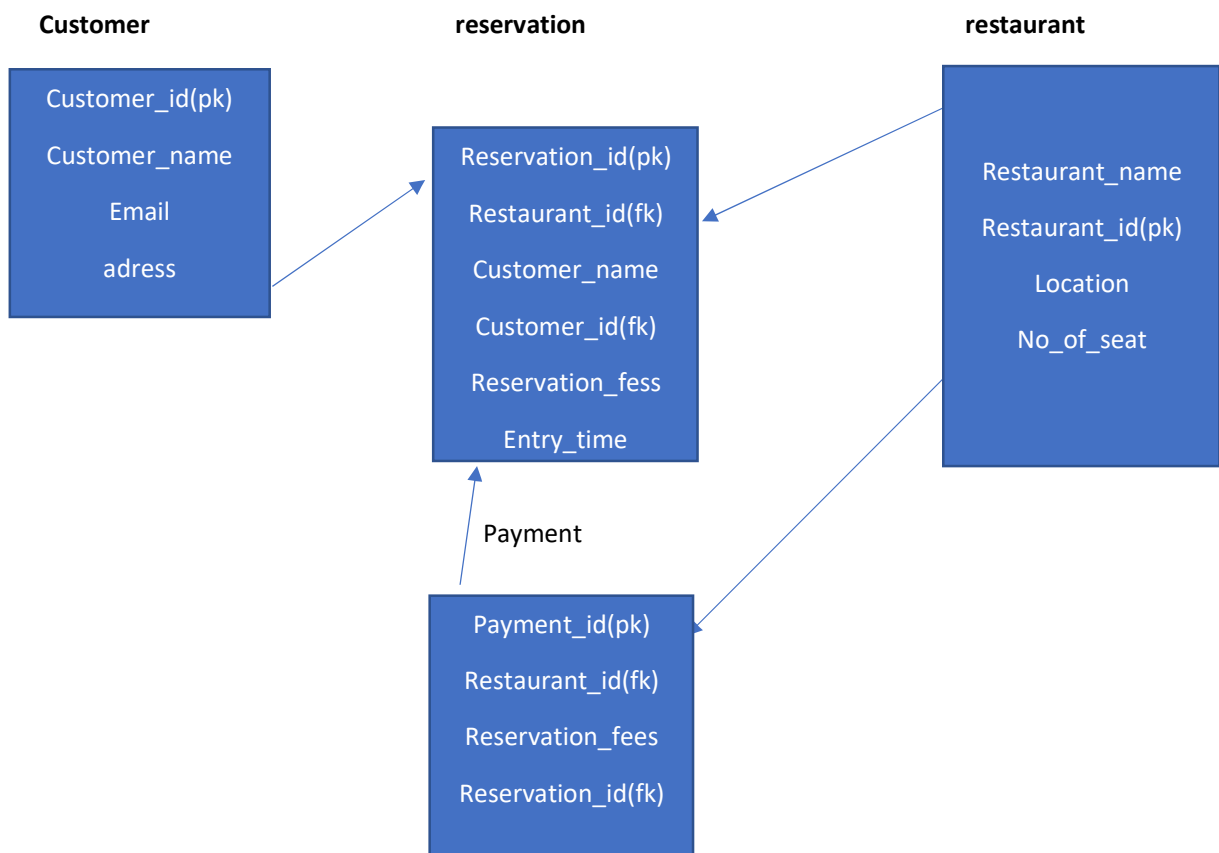 Customer
reservation
restaurant
Customer_id(pk)
Customer_name
Email
adress
Reservation_id(pk)
Restaurant_id(fk)
Customer_name
Customer_id(fk)
Reservation_fess
Entry_time
Restaurant_name
Restaurant_id(pk)
Location
No_of_seat
Payment
Payment_id(pk)
Restaurant_id(fk)
Reservation_fees
Reservation_id(fk)